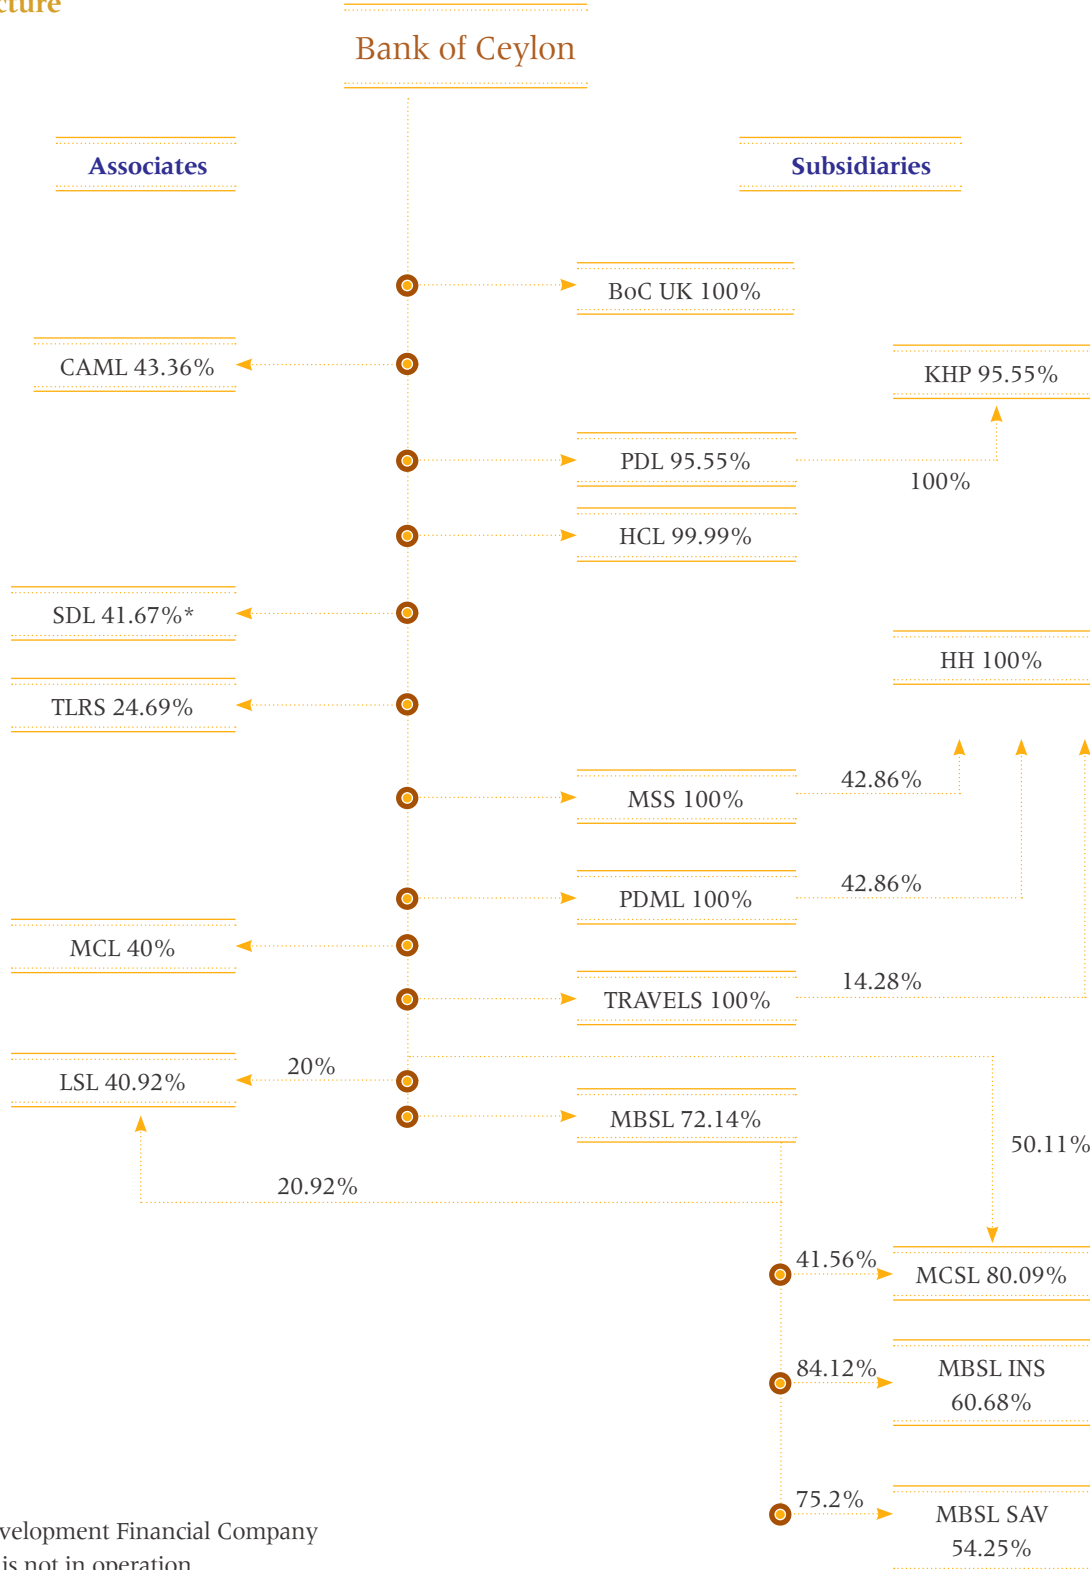 Bank of Ceylon
Associates
Subsidiaries
BoC UK 100%
CAML 43.36%
KHP 95.55%
PDL 95.55%
100%
HCL 99.99%
SDL 41.67%*
HH 100%
TLRS 24.69%
42.86%
MSS 100%
42.86%
PDML 100%
MCL 40%
14.28%
TRAVELS 100%
20%
LSL 40.92%
MBSL 72.14%
50.11%
20.92%
41.56%
MCSL 80.09%
84.12%
MBSL INS
60.68%
75.2%
MBSL SAV
54.25%
velopment Financial Company
is not in operation